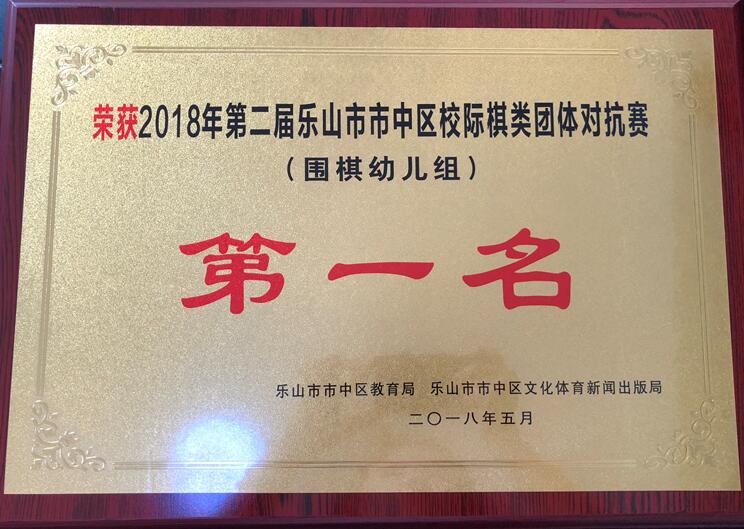 荣获2018年第二届乐山市市中区校际棋类团体对抗赛
（围棋幼儿组）
第一名
乐山市市中区教育局 乐山市市中区文化体育新闻出版局
二〇一八年五月